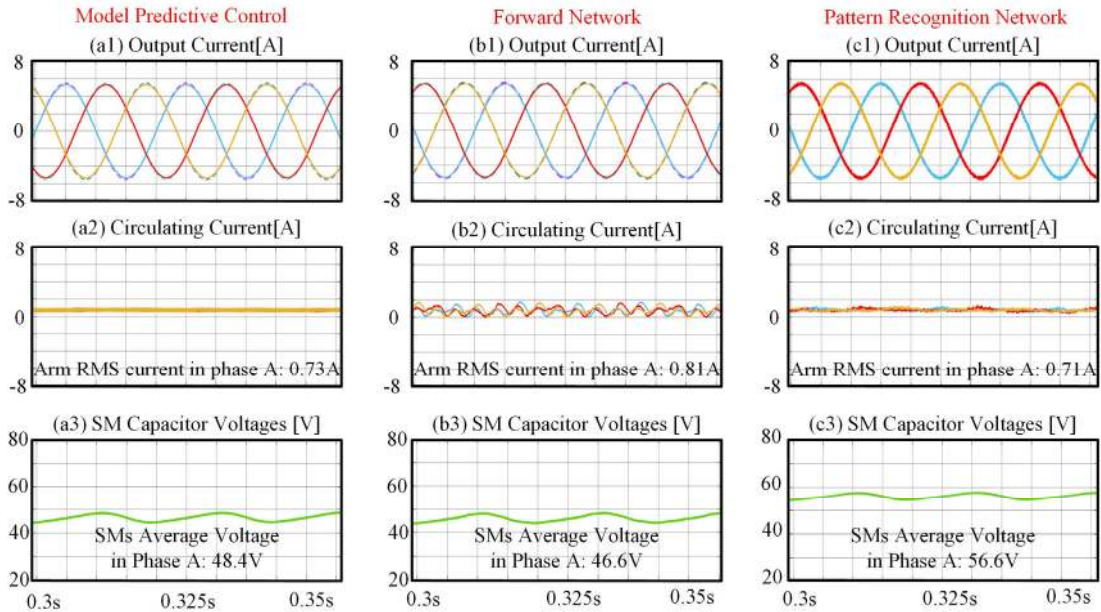 Model Predictive Control
Forward Network
Pattern Recognition Network
(a1) Output Current[A]
(b1) Output Current[A]
(c1) Output Current[A]
8
0
-8
8
0
-8
8
0
-8
(a2) Circulating Current[A]
(b2) Circulating Current[A]
(c2) Circulating Current[A]
8
0
-8
Arm RMS current in phase A: 0.73A
8
0
-8
Arm RMS current in phase A: 0.81A
8
0
-8
Arm RMS current in phase A: 0.71A
(a3) SM Capacitor Voltages [V]
(b3) SM Capacitor Voltages [V]
(c3) SM Capacitor Voltages [V]
80
60
40
20
SMs Average Voltage
in Phase A: 48.4V
80
60
40
20
SMs Average Voltage
in Phase A: 46.6V
80
60
40
20
SMs Average Voltage
in Phase A: 56.6V
0.3s 0.325s 0.35s
0.3s 0.325s 0.35s
0.3s 0.325s 0.35s